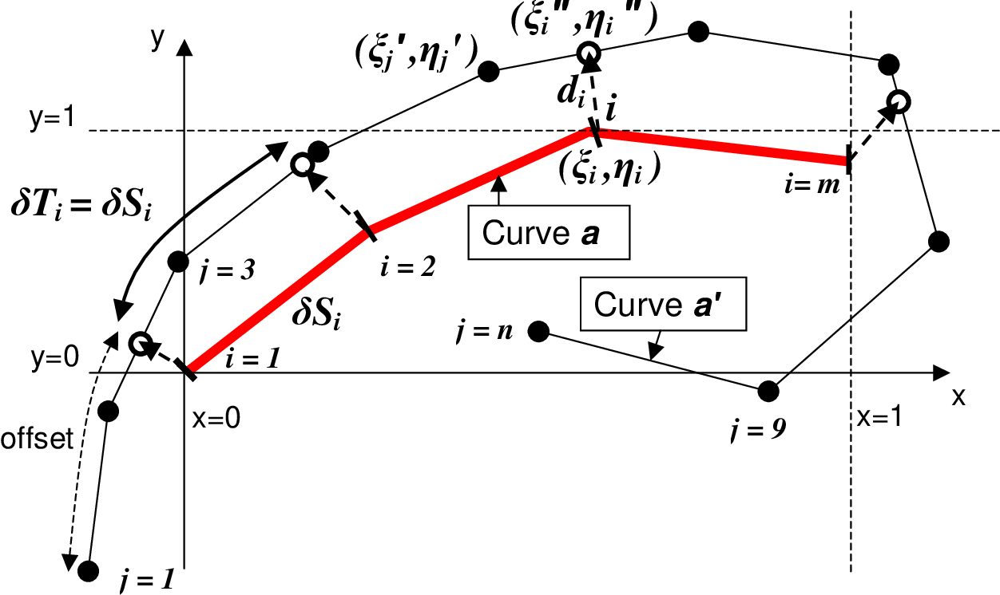 (ξi'',ηi'')
y
(ξj',ηj')
di
i
y=1
(ξi,ηi)
i= m
δTi = δSi
Curve a
j = 3
i = 2
Curve a'
δSi
j = n
y=0
i = 1
x
x=0
x=1
j = 9
offset
j = 1